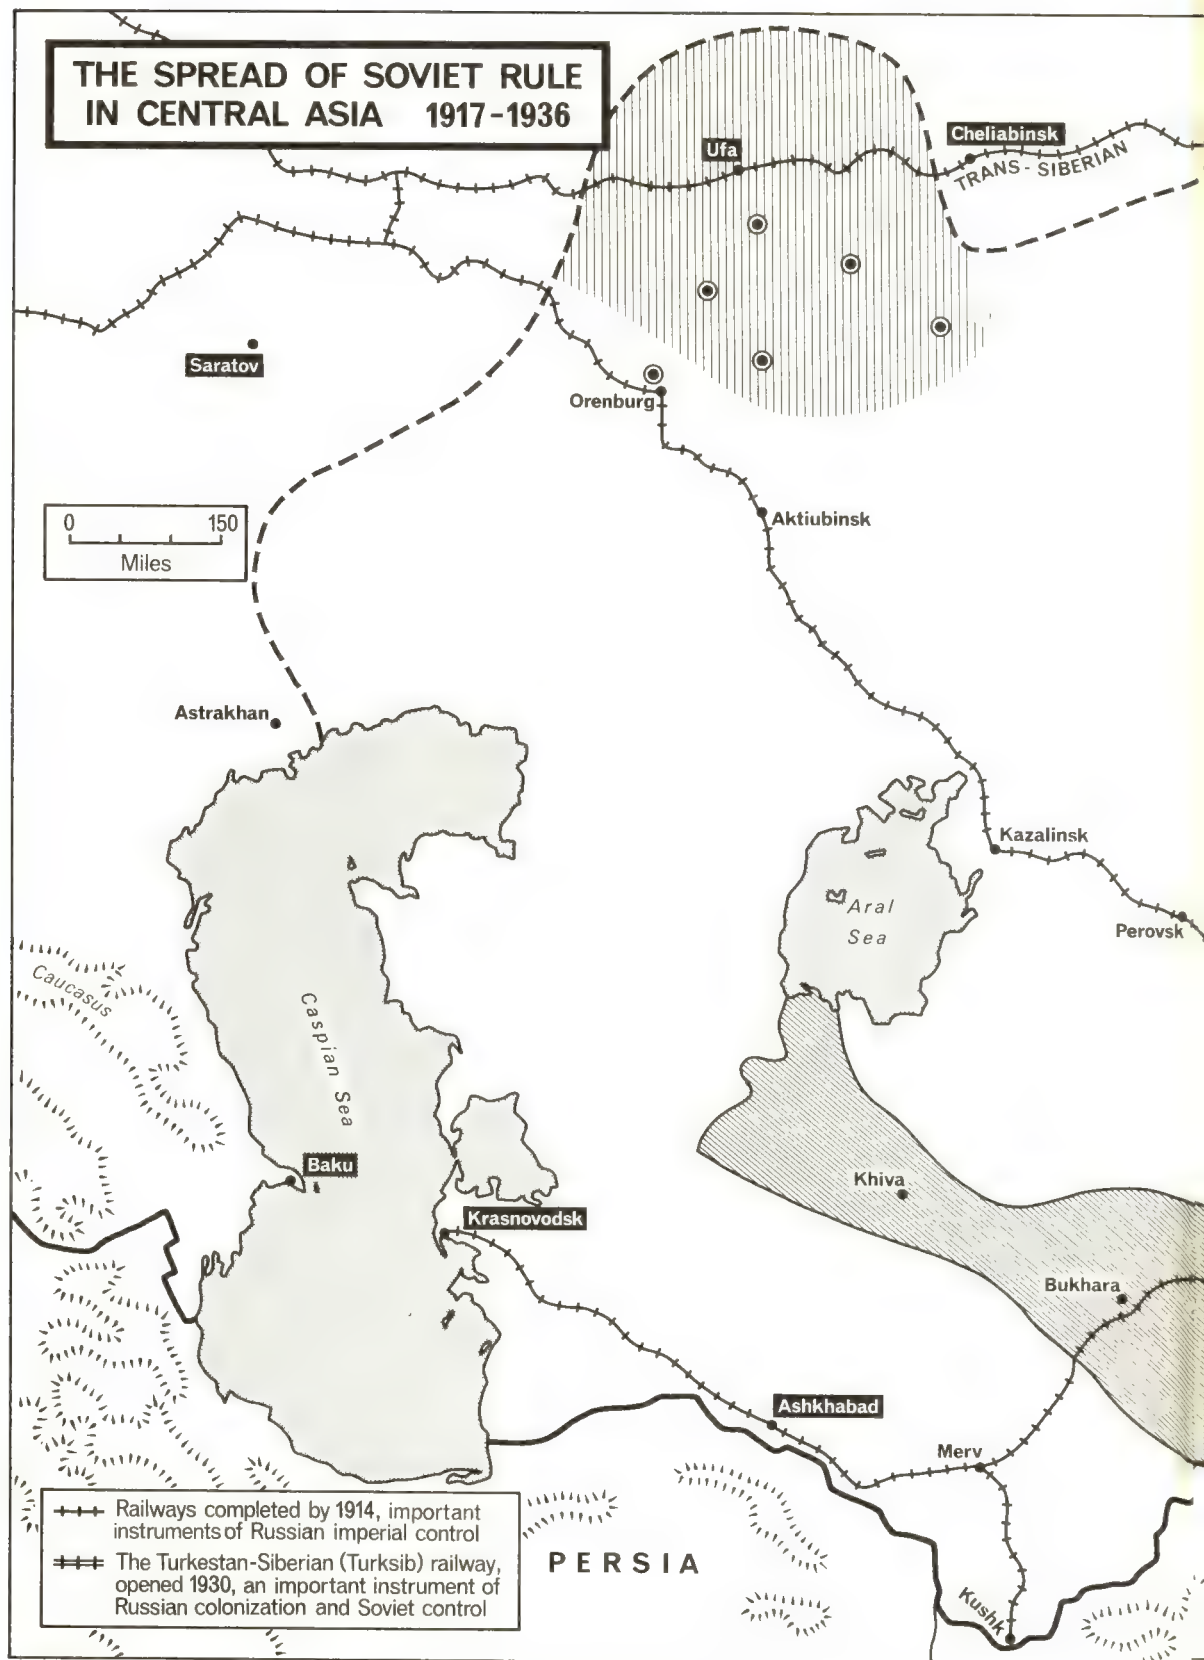 THE SPREAD OF SOVIET RULE
IN CENTRAL ASIA 1917-1936
Cheliabinsk
Ufa
TRANS-SIBERIAN
Saratov
Orenburg
0 150
Miles
Aktiubinsk
Astrakhan
Kazalinsk
Aral
Sea
Perovsk
Caucasus
Caspian Sea
Baku
Khiva
Krasnovodsk
Bukhara
Ashkhabad
Merv
Railways completed by 1914, important
instruments of Russian imperial control
The Turkestan-Siberian (Turksib) railway,
opened 1930, an important instrument of
Russian colonization and Soviet control
PERSIA
Kushk